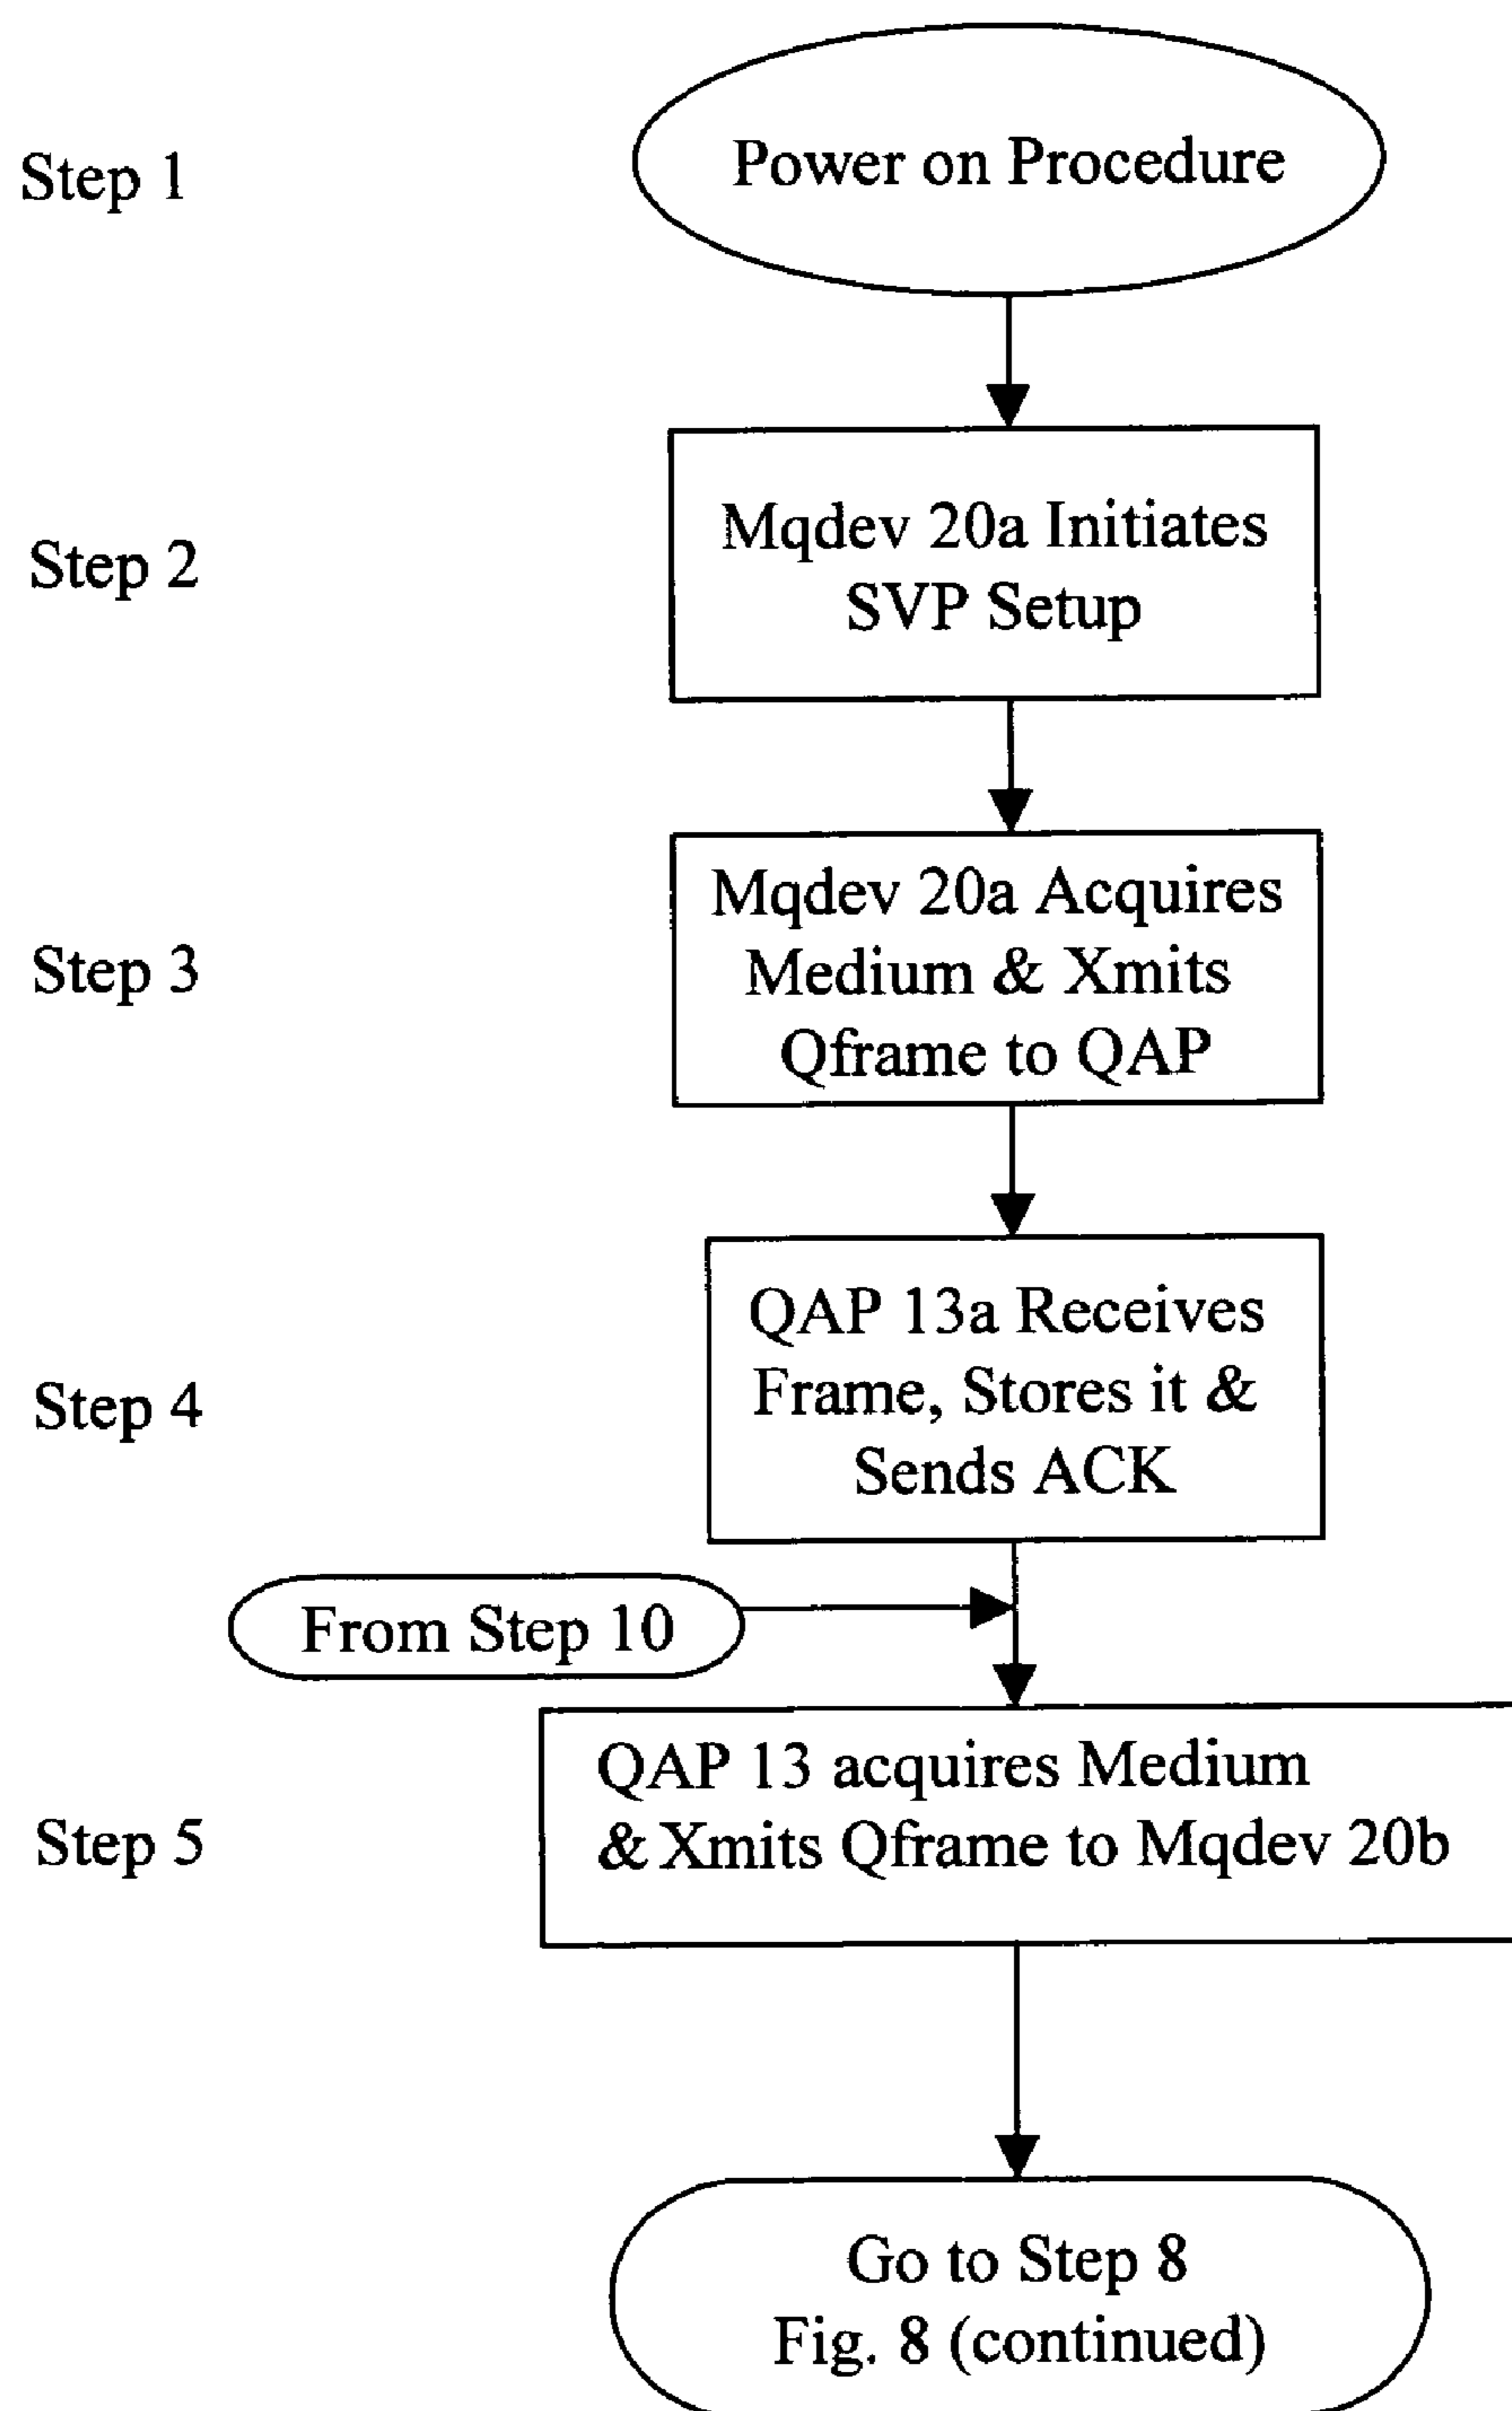 Step 1
Power on Procedure
Step 2
Mqdev 20a Initiates
SVP Setup
Step 3
Mqdev 20a Acquires
Medium & Xmits
Qframe to QAP
Step 4
QAP 13a Receives
Frame, Stores it &
Sends ACK
From Step 10
Step 5
QAP 13 acquires Medium
& Xmits Qframe to Mqdev 20b
Go to Step 8
Fig. 8 (continued)